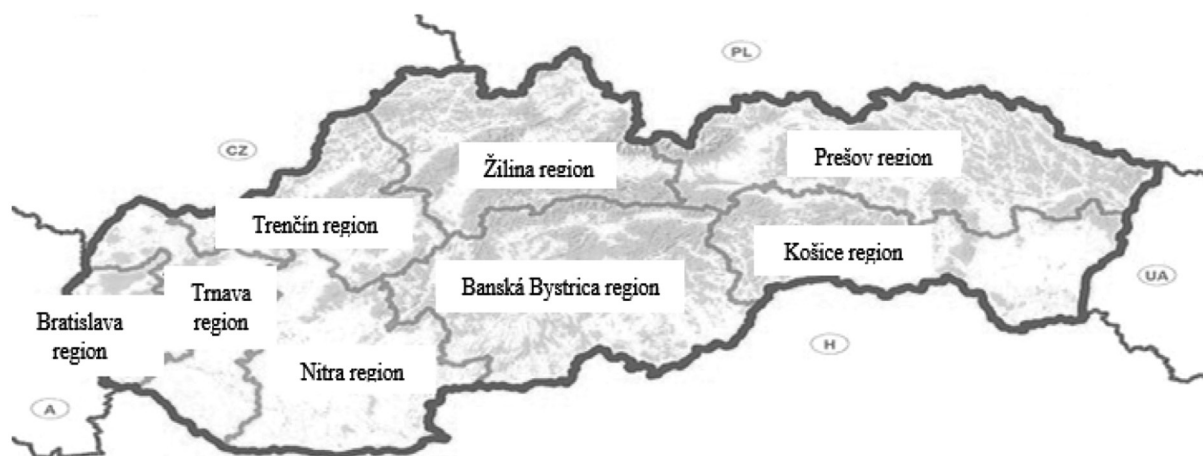 PL
CZ
Žilina region
Prešov region
Trenčín region
Košice region
Banská Bystrica region
UA
Trnava
region
Bratislava
region
Nitra region
H
A